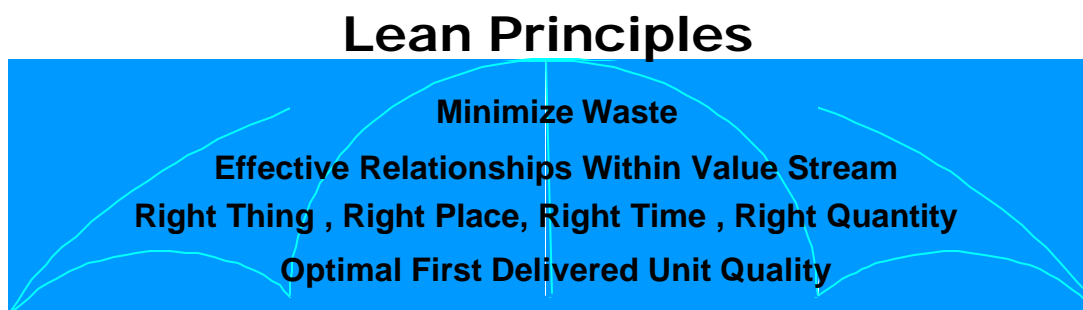 Lean Principles
Minimize Waste
Effective Relationships Within Value Stream
Right Thing , Right Place, Right Time , Right Quantity
Optimal First Delivered Unit Quality